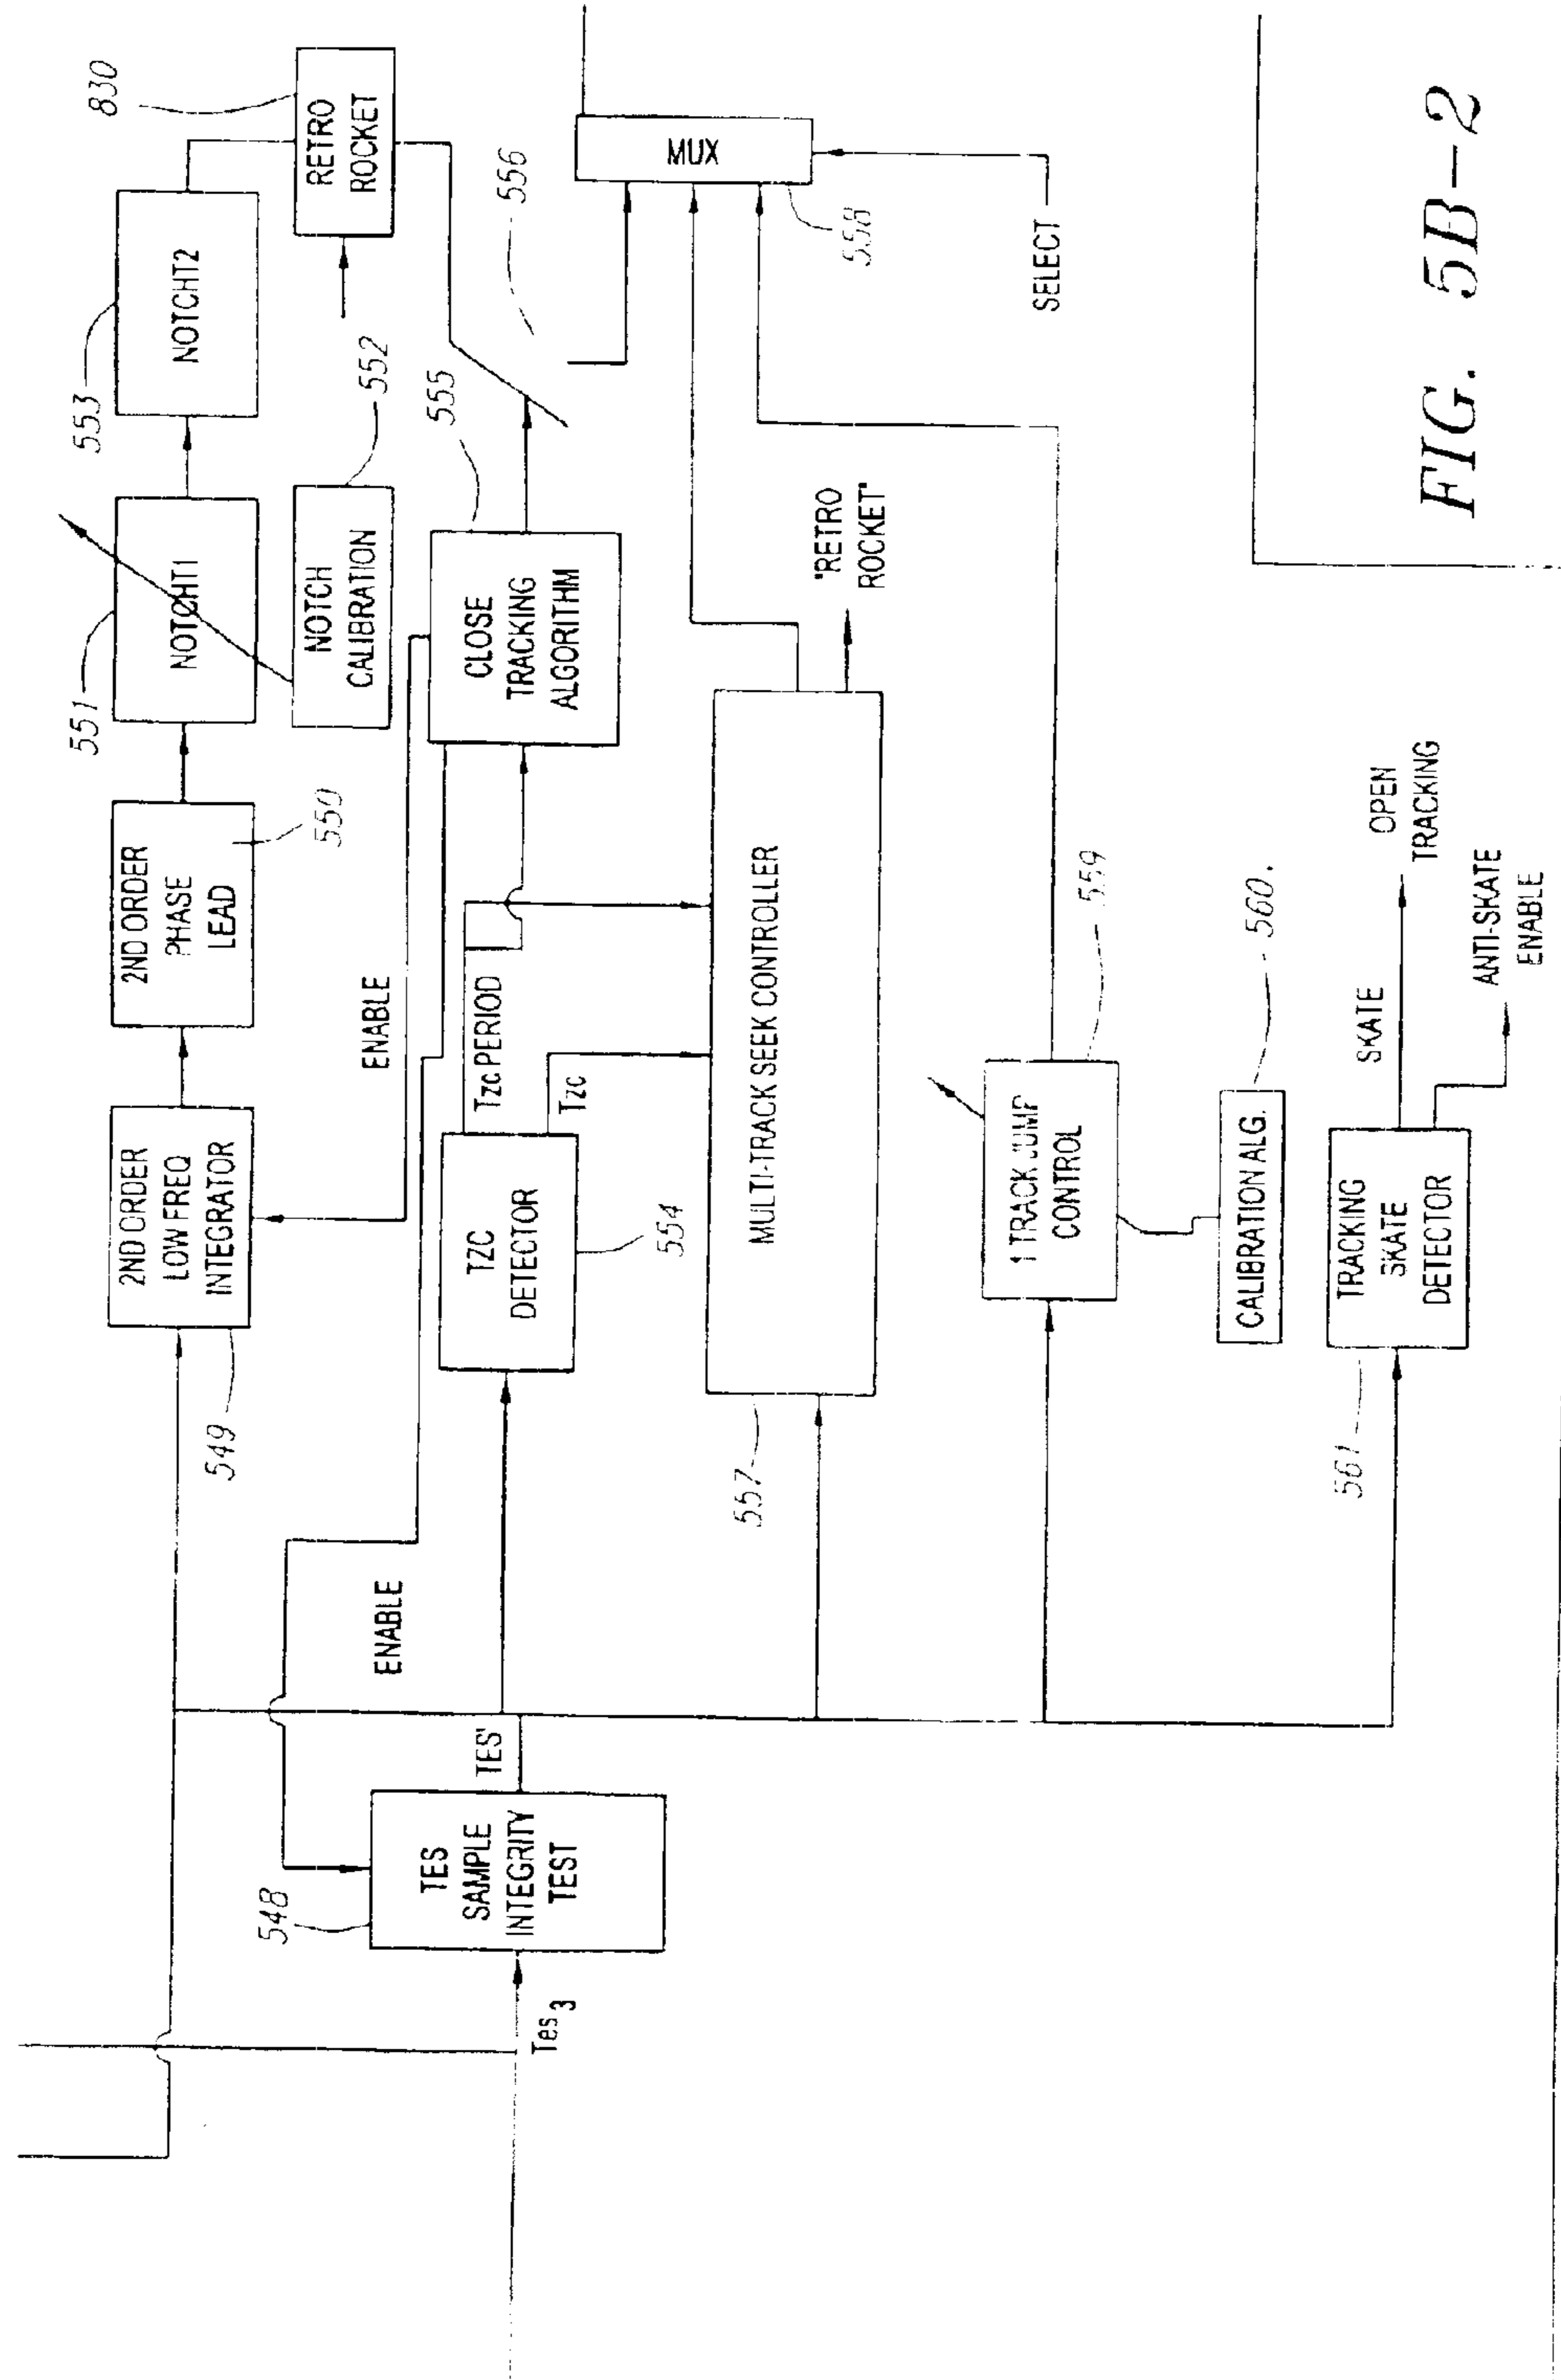 830
RETRO
ROCKET
553
NOTCHT2
551
NOTCHT1
552
NOTCH
CALIBRATION
2ND ORDER
PHASE
LEAD
550
2ND ORDER
LOW FREQ
INTEGRATOR
549
556
MUX
558
SELECT
555
CLOSE
TRACKING
ALGORITHM
ENABLE
ENABLE
Tzc PERIOD
Tzc
TZC
DETECTOR
554
"RETRO
ROCKET"
MULTI-TRACK SEEK CONTROLLER
557
TES
SAMPLE
INTEGRITY
TEST
548
TES'
Tes3
1 TRACK JUMP
CONTROL
559
CALIBRATION ALG.
560.
TRACKING
SKATE
DETECTOR
561
SKATE
OPEN
TRACKING
ANTI-SKATE
ENABLE
FIG. 5B-2